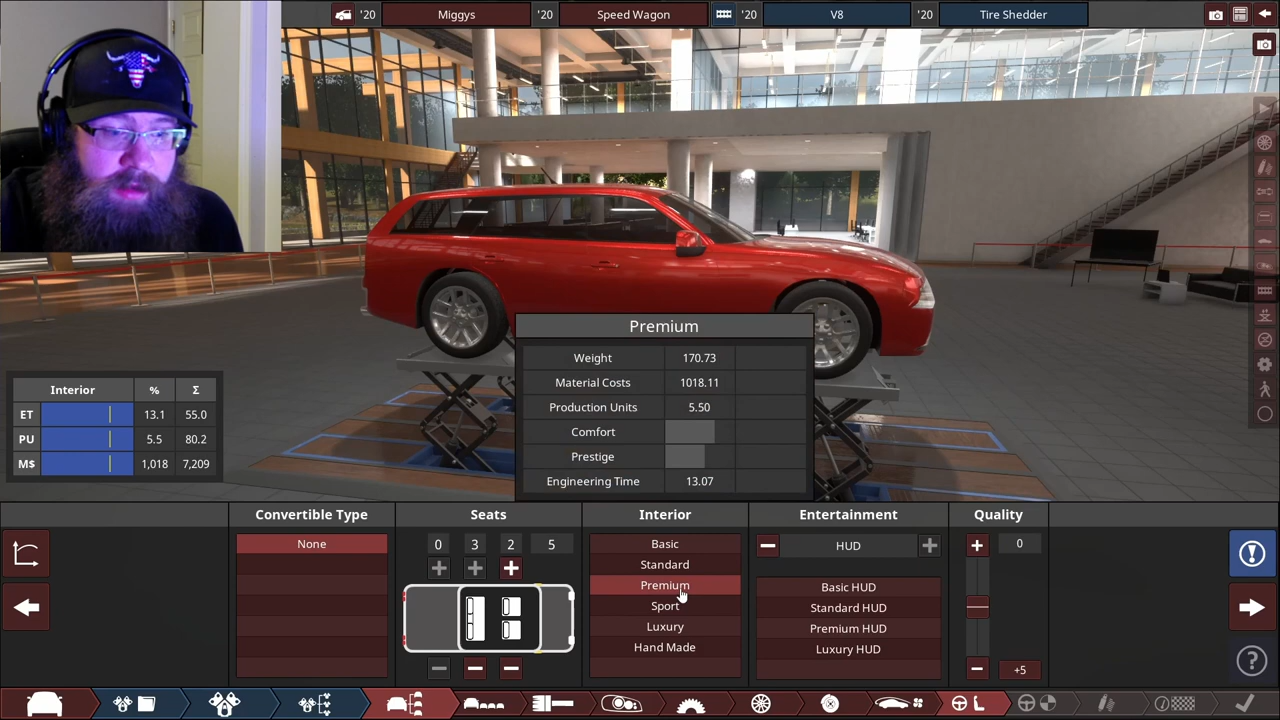 '20 Miggys '20 Speed Wagon '20 V8 '20 Tire Shedder
Premium
Weight 170.73
Material Costs 1018.11
Production Units 5.50
Comfort
Prestige
Engineering Time 13.07
Interior % Σ
ET 13.1 55.0
PU 5.5 80.2
M$ 1,018 7,209
Convertible Type Seats Interior Entertainment Quality
None
0 3 2 5
Basic
Standard
Premium
Sport
Luxury
Hand Made
HUD
Basic HUD
Standard HUD
Premium HUD
Luxury HUD
0
+5